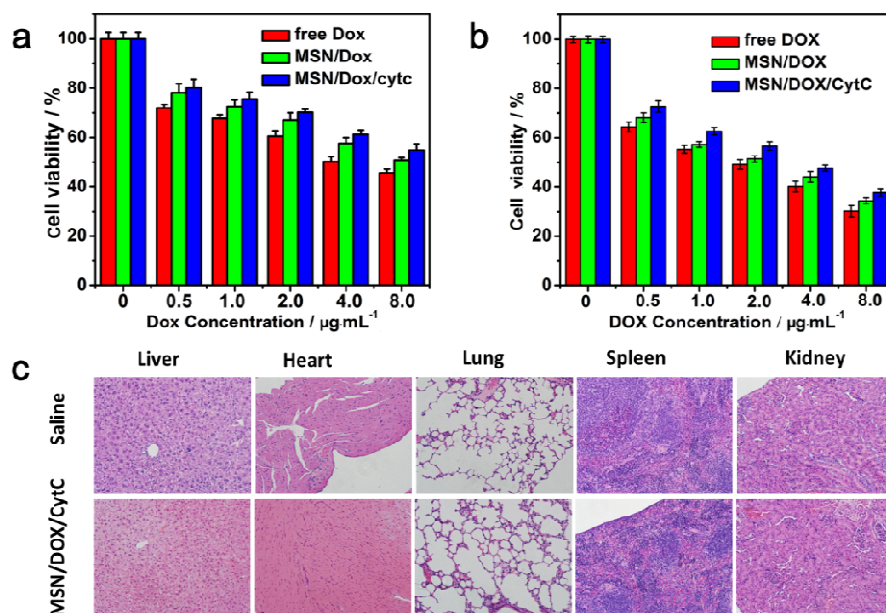 a
free Dox
MSN/Dox
MSN/Dox/cytc
cell viability / %
100
80
60
40
20
0
0 0.5 1.0 2.0 4.0 8.0
Dox Concentration / μg·mL⁻¹
b
free DOX
MSN/DOX
MSN/DOX/CytC
Cell viability / %
100
80
60
40
20
0
0 0.5 1.0 2.0 4.0 8.0
DOX Concentration / μg·mL⁻¹
c
Liver Heart Lung Spleen Kidney
Saline
MSN/DOX/CytC